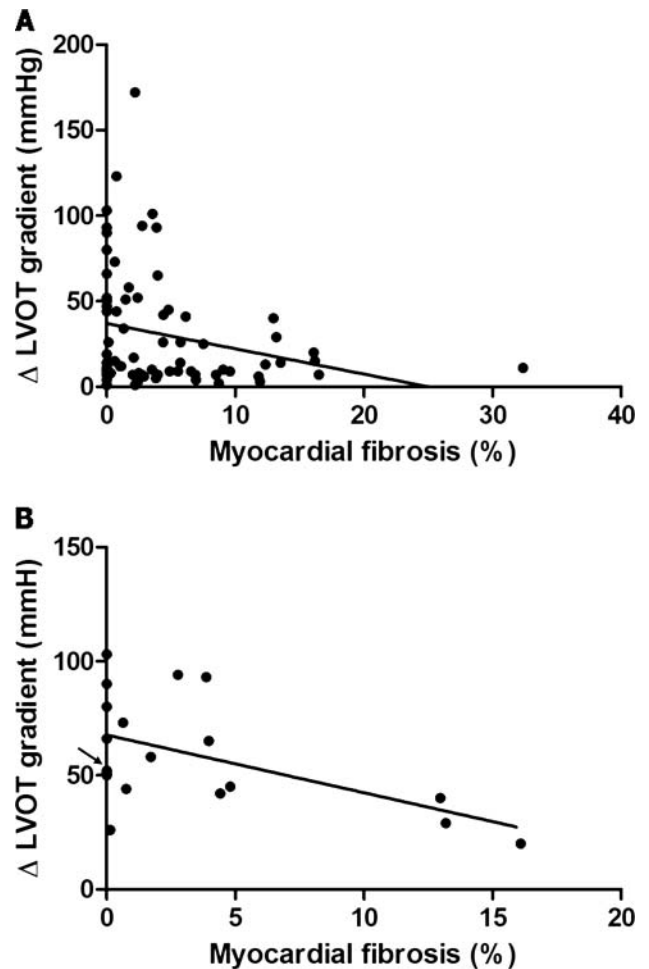 A
Δ LVOT gradient (mmHg)
200
150
100
50
0
0 10 20 30 40
Myocardial fibrosis (%)
B
Δ LVOT gradient (mmH)
150
100
50
0
0 5 10 15 20
Myocardial fibrosis (%)